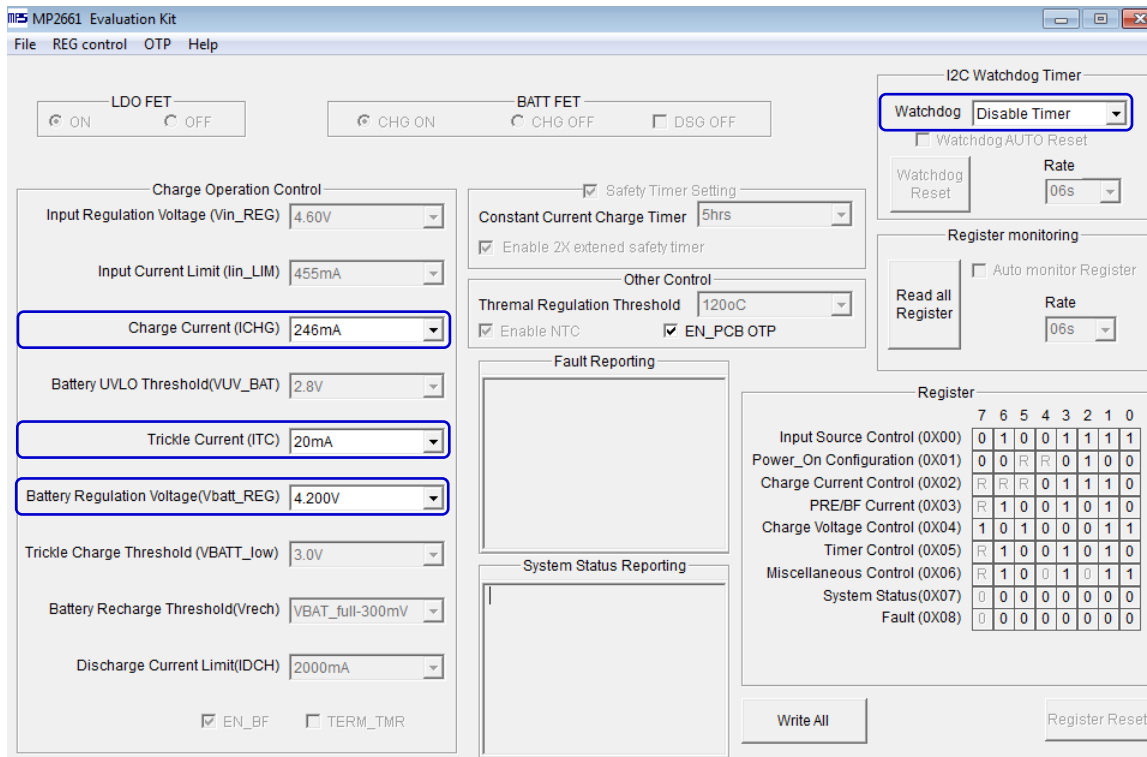 mps MP2661 Evaluation Kit
File REG control OTP Help
LDO FET
ON OFF
BATT FET
CHG ON CHG OFF DSG OFF
I2C Watchdog Timer
Watchdog Disable Timer
Watchdog AUTO Reset
Watchdog Reset
Rate
06s
Charge Operation Control
Input Regulation Voltage (Vin_REG) 4.60V
Input Current Limit (Iin_LIM) 455mA
Charge Current (ICHG) 246mA
Battery UVLO Threshold(VUV_BAT) 2.8V
Trickle Current (ITC) 20mA
Battery Regulation Voltage(Vbatt_REG) 4.200V
Trickle Charge Threshold (VBATT_low) 3.0V
Battery Recharge Threshold(Vrech) VBAT_full-300mV
Discharge Current Limit(IDCH) 2000mA
EN_BF TERM_TMR
Safety Timer Setting
Constant Current Charge Timer 5hrs
Enable 2X extened safety timer
Other Control
Thremal Regulation Threshold 120oC
Enable NTC EN_PCB OTP
Fault Reporting
System Status Reporting
Register monitoring
Read all
Register
Auto monitor Register
Rate
06s
Register
7 6 5 4 3 2 1 0
Input Source Control (0X00) 0 1 0 0 1 1 1 1
Power_On Configuration (0X01) 0 0 R R 0 1 0 0
Charge Current Control (0X02) R R R 0 1 1 1 0
PRE/BF Current (0X03) R 1 0 0 1 0 1 0
Charge Voltage Control (0X04) 1 0 1 0 0 0 1 1
Timer Control (0X05) R 1 0 0 1 0 1 0
Miscellaneous Control (0X06) R 1 0 0 1 0 1 1
System Status(0X07) 0 0 0 0 0 0 0 0
Fault (0X08) 0 0 0 0 0 0 0 0
Write All
Register Reset